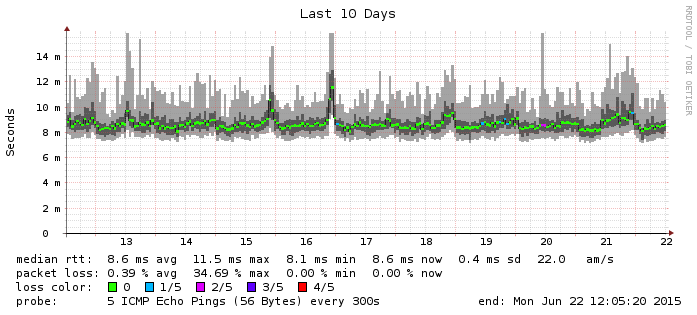 Last 10 Days
RRDTOOL / TOBI OETIKER
Seconds
14 m
12 m
10 m
8 m
6 m
4 m
2 m
0
13 14 15 16 17 18 19 20 21 22
median rtt: 8.6 ms avg 11.5 ms max 8.1 ms min 8.6 ms now 0.4 ms sd 22.0 am/s
packet loss: 0.39 % avg 34.69 % max 0.00 % min 0.00 % now
loss color: 0 1/5 2/5 3/5 4/5
probe: 5 ICMP Echo Pings (56 Bytes) every 300s end: Mon Jun 22 12:05:20 2015